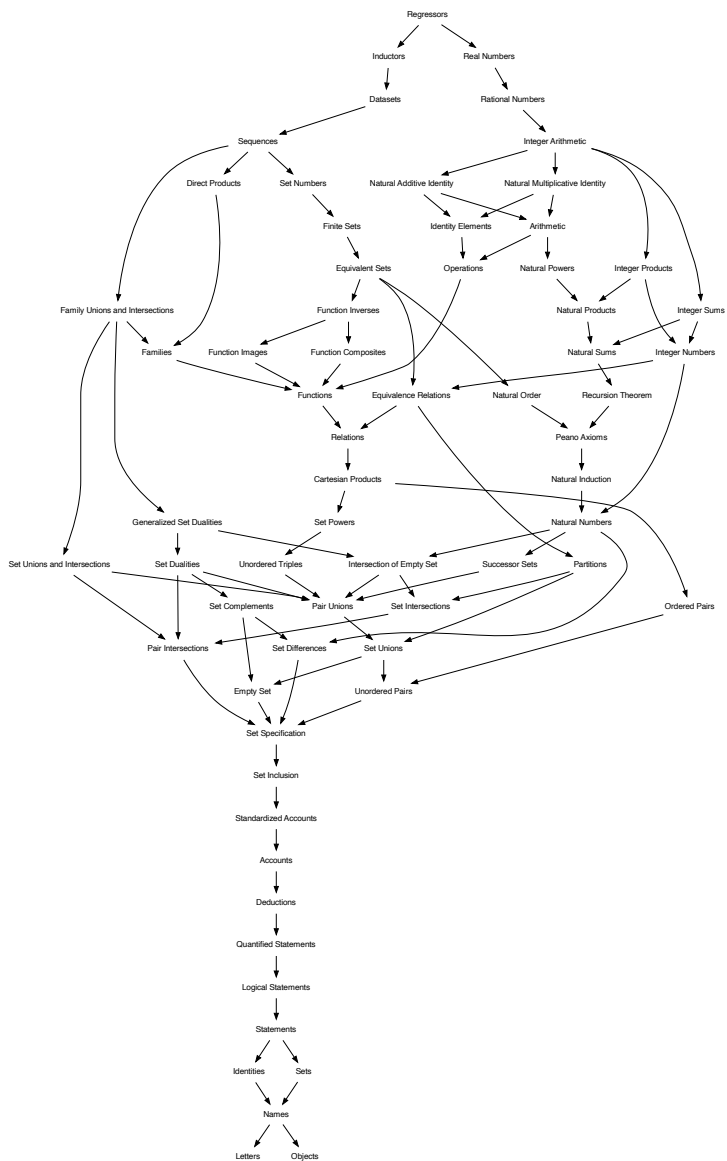 Regressors
Inductors
Real Numbers
Datasets
Rational Numbers
Sequences
Integer Arithmetic
Direct Products
Set Numbers
Natural Additive Identity
Natural Multiplicative Identity
Finite Sets
Identity Elements
Arithmetic
Equivalent Sets
Operations
Natural Powers
Integer Products
Family Unions and Intersections
Function Inverses
Natural Products
Integer Sums
Families
Function Images
Function Composites
Natural Sums
Integer Numbers
Functions
Equivalence Relations
Natural Order
Recursion Theorem
Relations
Peano Axioms
Cartesian Products
Natural Induction
Generalized Set Dualities
Set Powers
Natural Numbers
Set Unions and Intersections
Set Dualities
Unordered Triples
Intersection of Empty Set
Successor Sets
Partitions
Set Complements
Pair Unions
Set Intersections
Ordered Pairs
Pair Intersections
Set Differences
Set Unions
Empty Set
Unordered Pairs
Set Specification
Set Inclusion
Standardized Accounts
Accounts
Deductions
Quantified Statements
Logical Statements
Statements
Identities
Sets
Names
Letters
Objects